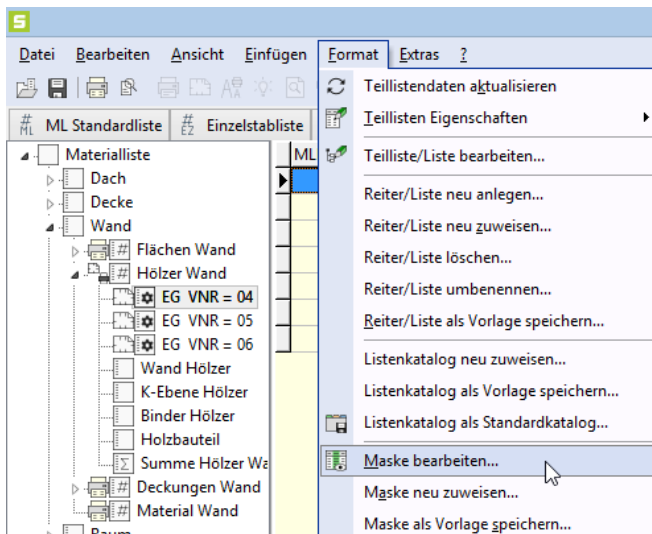 S
Datei Bearbeiten Ansicht Einfügen Format Extras ?
Teillistendaten aktualisieren
Teillisten Eigenschaften
Teilliste/Liste bearbeiten...
Reiter/Liste neu anlegen...
Reiter/Liste neu zuweisen...
Reiter/Liste löschen...
Reiter/Liste umbenennen...
Reiter/Liste als Vorlage speichern...
Listenkatalog neu zuweisen...
Listenkatalog als Vorlage speichern...
Listenkatalog als Standardkatalog...
Maske bearbeiten...
Maske neu zuweisen...
Maske als Vorlage speichern...
# ML ML Standardliste # EZ Einzelstabliste
ML
Materialliste
Dach
Decke
Wand
# Flächen Wand
# Hölzer Wand
EG VNR = 04
EG VNR = 05
EG VNR = 06
Wand Hölzer
K-Ebene Hölzer
Binder Hölzer
Holzbauteil
Σ Summe Hölzer Wa
# Deckungen Wand
# Material Wand